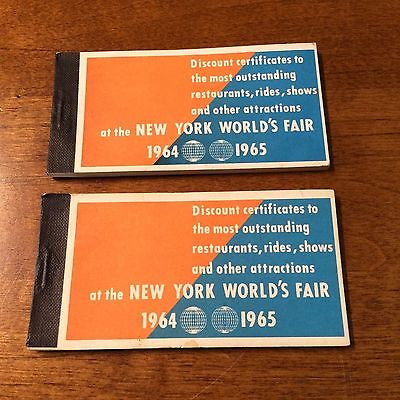 Discount certificates to
the most outstanding
restaurants, rides, shows
and other attractions
at the NEW YORK WORLD'S FAIR
1964 1965
Discount certificates to
the most outstanding
restaurants, rides, shows
and other attractions
at the NEW YORK WORLD'S FAIR
1964 1965